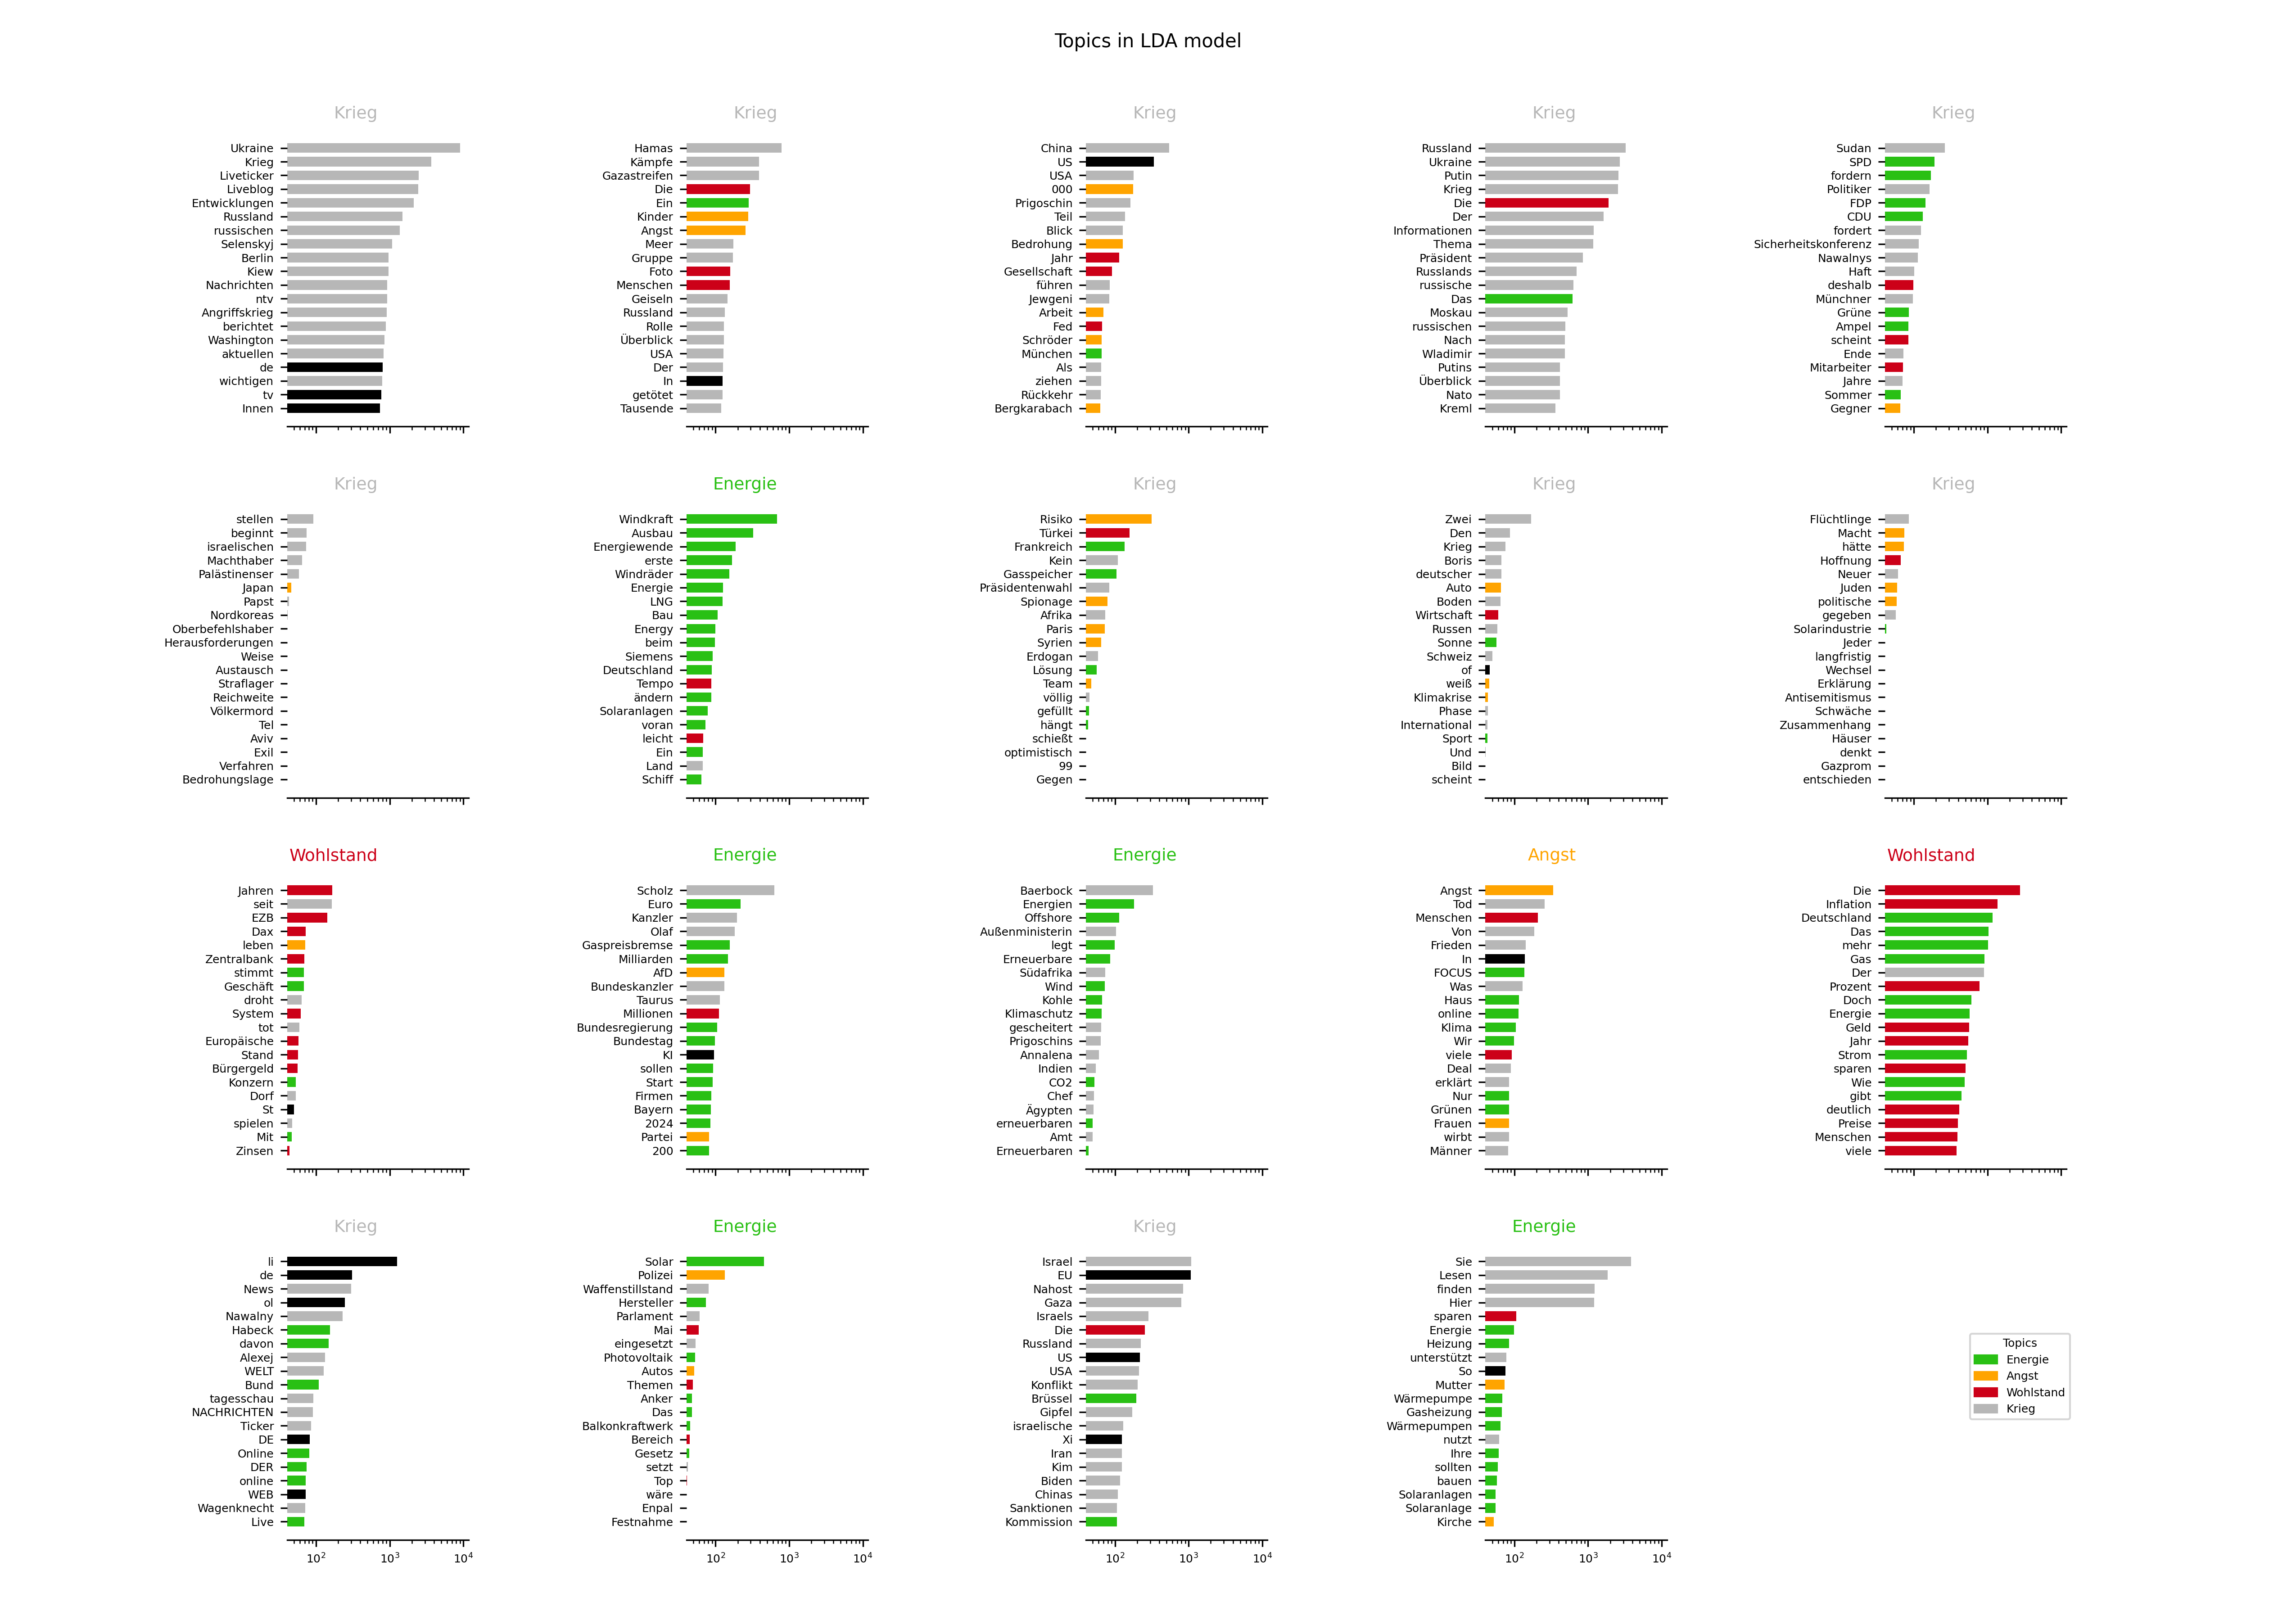 Topics in LDA model
Krieg
Ukraine
Krieg
Liveticker
Liveblog
Entwicklungen
Russland
russischen
Selenskyj
Berlin
Kiew
Nachrichten
ntv
Angriffskrieg
berichtet
Washington
aktuellen
de
wichtigen
tv
Innen
Krieg
Hamas
Kämpfe
Gazastreifen
Die
Ein
Kinder
Angst
Meer
Gruppe
Foto
Menschen
Geiseln
Russland
Rolle
Überblick
USA
Der
In
getötet
Tausende
Krieg
China
US
USA
000
Prigoschin
Teil
Blick
Bedrohung
Jahr
Gesellschaft
führen
Jewgeni
Arbeit
Fed
Schröder
München
Als
ziehen
Rückkehr
Bergkarabach
Krieg
Russland
Ukraine
Putin
Krieg
Die
Der
Informationen
Thema
Präsident
Russlands
russische
Das
Moskau
russischen
Nach
Wladimir
Putins
Überblick
Nato
Kreml
Krieg
Sudan
SPD
fordern
Politiker
FDP
CDU
fordert
Sicherheitskonferenz
Nawalnys
Haft
deshalb
Münchner
Grüne
Ampel
scheint
Ende
Mitarbeiter
Jahre
Sommer
Gegner
Krieg
stellen
beginnt
israelischen
Machthaber
Palästinenser
Japan
Papst
Nordkoreas
Oberbefehlshaber
Herausforderungen
Weise
Austausch
Straflager
Reichweite
Völkermord
Tel
Aviv
Exil
Verfahren
Bedrohungslage
Energie
Windkraft
Ausbau
Energiewende
erste
Windräder
Energie
LNG
Bau
Energy
beim
Siemens
Deutschland
Tempo
ändern
Solaranlagen
voran
leicht
Ein
Land
Schiff
Krieg
Risiko
Türkei
Frankreich
Kein
Gasspeicher
Präsidentenwahl
Spionage
Afrika
Paris
Syrien
Erdogan
Lösung
Team
völlig
gefüllt
hängt
schießt
optimistisch
99
Gegen
Krieg
Zwei
Den
Krieg
Boris
deutscher
Auto
Boden
Wirtschaft
Russen
Sonne
Schweiz
of
weiß
Klimakrise
Phase
International
Sport
Und
Bild
scheint
Krieg
Flüchtlinge
Macht
hätte
Hoffnung
Neuer
Juden
politische
gegeben
Solarindustrie
Jeder
langfristig
Wechsel
Erklärung
Antisemitismus
Schwäche
Zusammenhang
Häuser
denkt
Gazprom
entschieden
Wohlstand
Jahren
seit
EZB
Dax
leben
Zentralbank
stimmt
Geschäft
droht
System
tot
Europäische
Stand
Bürgergeld
Konzern
Dorf
St
spielen
Mit
Zinsen
Energie
Scholz
Euro
Kanzler
Olaf
Gaspreisbremse
Milliarden
AfD
Bundeskanzler
Taurus
Millionen
Bundesregierung
Bundestag
KI
sollen
Start
Firmen
Bayern
2024
Partei
200
Energie
Baerbock
Energien
Offshore
Außenministerin
legt
Erneuerbare
Südafrika
Wind
Kohle
Klimaschutz
gescheitert
Prigoschins
Annalena
Indien
CO2
Chef
Ägypten
erneuerbaren
Amt
Erneuerbaren
Angst
Angst
Tod
Menschen
Von
Frieden
In
FOCUS
Was
Haus
online
Klima
Wir
viele
Deal
erklärt
Nur
Grünen
Frauen
wirbt
Männer
Wohlstand
Die
Inflation
Deutschland
Das
mehr
Gas
Der
Prozent
Doch
Energie
Geld
Jahr
Strom
sparen
Wie
gibt
deutlich
Preise
Menschen
viele
Krieg
li
de
News
ol
Nawalny
Habeck
davon
Alexej
WELT
Bund
tagesschau
NACHRICHTEN
Ticker
DE
Online
DER
online
WEB
Wagenknecht
Live
10² 10³ 10⁴
Energie
Solar
Polizei
Waffenstillstand
Hersteller
Parlament
Mai
eingesetzt
Photovoltaik
Autos
Themen
Anker
Das
Balkonkraftwerk
Bereich
Gesetz
setzt
Top
wäre
Enpal
Festnahme
10² 10³ 10⁴
Krieg
Israel
EU
Nahost
Gaza
Israels
Die
Russland
US
USA
Konflikt
Brüssel
Gipfel
israelische
Xi
Iran
Kim
Biden
Chinas
Sanktionen
Kommission
10² 10³ 10⁴
Energie
Sie
Lesen
finden
Hier
sparen
Energie
Heizung
unterstützt
So
Mutter
Wärmepumpe
Gasheizung
Wärmepumpen
nutzt
Ihre
sollten
bauen
Solaranlagen
Solaranlage
Kirche
10² 10³ 10⁴
Topics
Energie
Angst
Wohlstand
Krieg